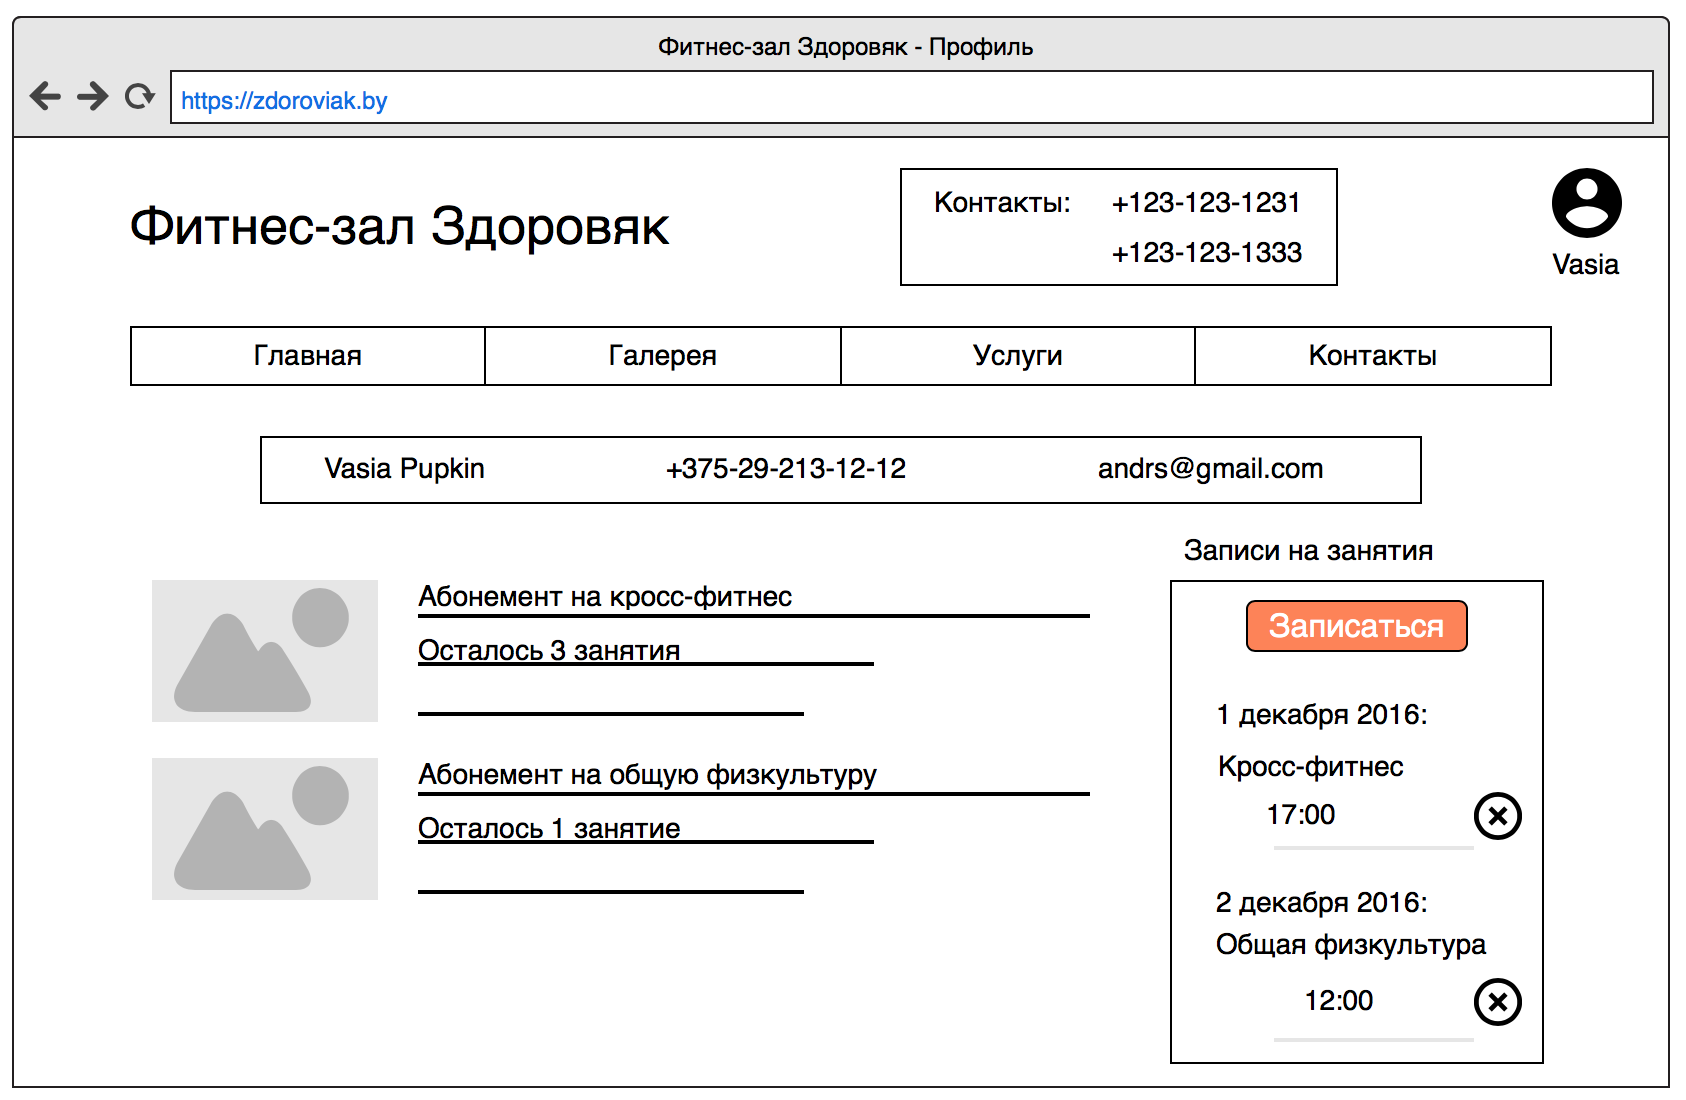 Фитнес-зал Здоровяк - Профиль
https://zdoroviak.by
Фитнес-зал Здоровяк
Контакты: +123-123-1231
+123-123-1333
Vasia
Главная Галерея Услуги Контакты
Vasia Pupkin +375-29-213-12-12 andrs@gmail.com
Абонемент на кросс-фитнес
Осталось 3 занятия
Абонемент на общую физкультуру
Осталось 1 занятие
Записи на занятия
Записаться
1 декабря 2016:
Кросс-фитнес
17:00
2 декабря 2016:
Общая физкультура
12:00